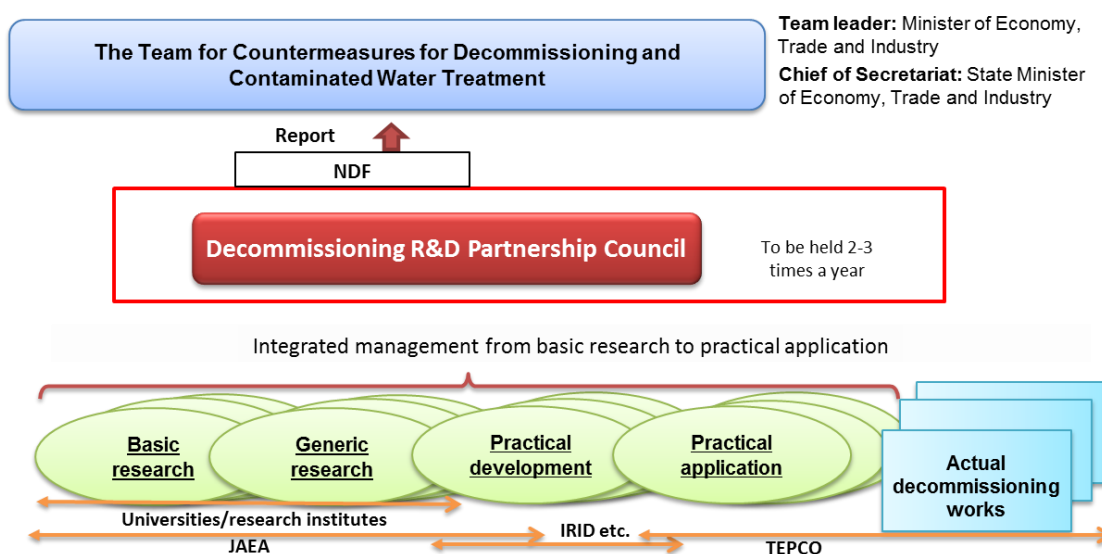 The Team for Countermeasures for Decommissioning and
Contaminated Water Treatment
Team leader: Minister of Economy,
Trade and Industry
Chief of Secretariat: State Minister
of Economy, Trade and Industry
Report
NDF
Decommissioning R&D Partnership Council
To be held 2-3
times a year
Integrated management from basic research to practical application
Basic
research
Generic
research
Practical
development
Practical
application
Actual
decommissioning
works
Universities/research institutes
IRID etc.
JAEA
TEPCO